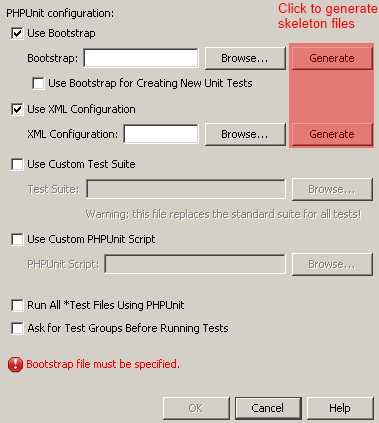 PHPUnit configuration:
Click to generate
skeleton files
Use Bootstrap
Bootstrap: Browse... Generate
Use Bootstrap for Creating New Unit Tests
Use XML Configuration
XML Configuration: Browse... Generate
Use Custom Test Suite
Test Suite: Browse...
Warning: this file replaces the standard suite for all tests!
Use Custom PHPUnit Script
PHPUnit Script: Browse...
Run All *Test Files Using PHPUnit
Ask for Test Groups Before Running Tests
Bootstrap file must be specified.
OK Cancel Help